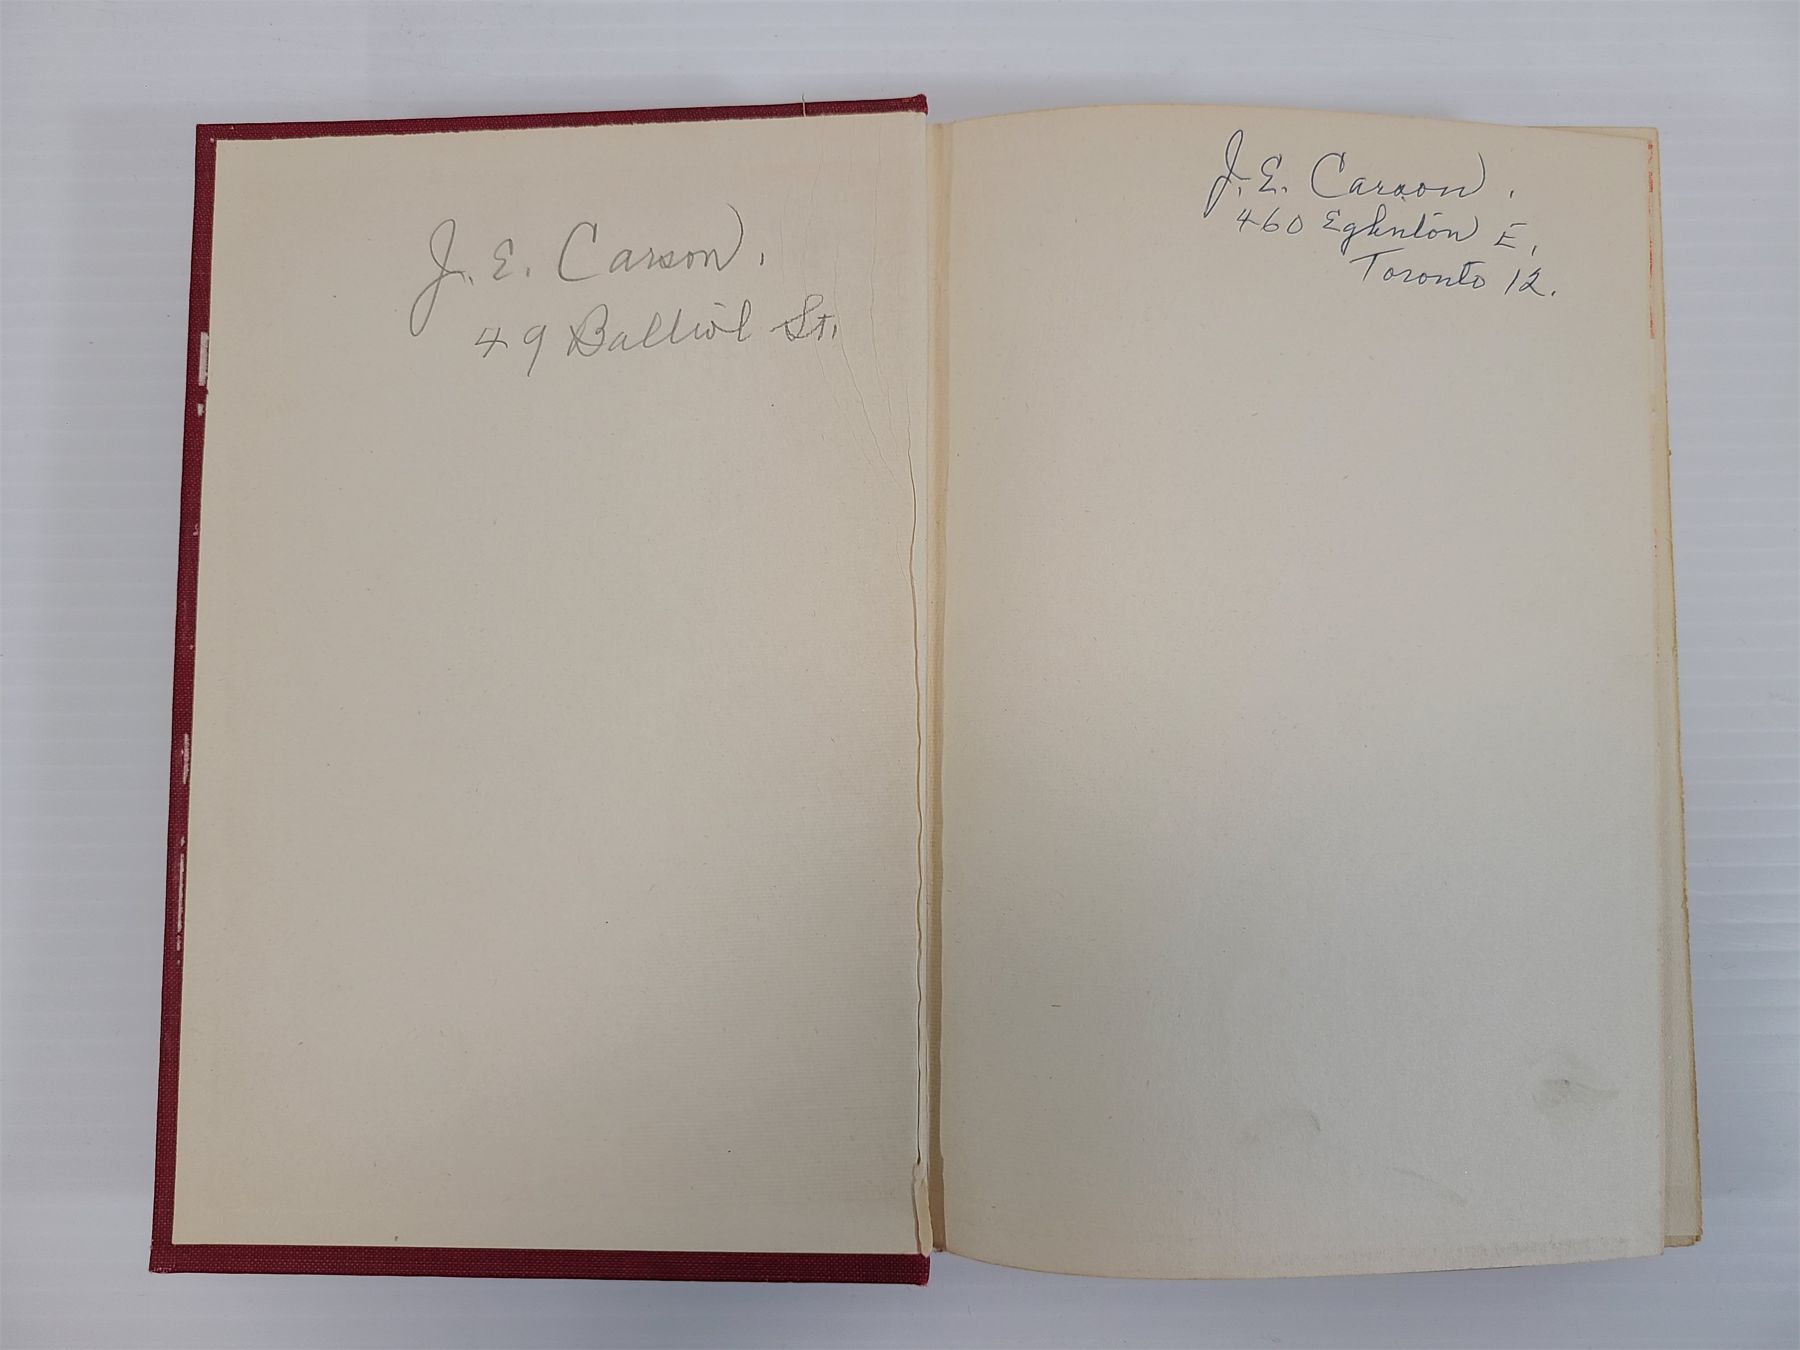 J. E. Carson.
49 Balliol St.
J. E. Carson.
460 Eglinton E.
Toronto 12.